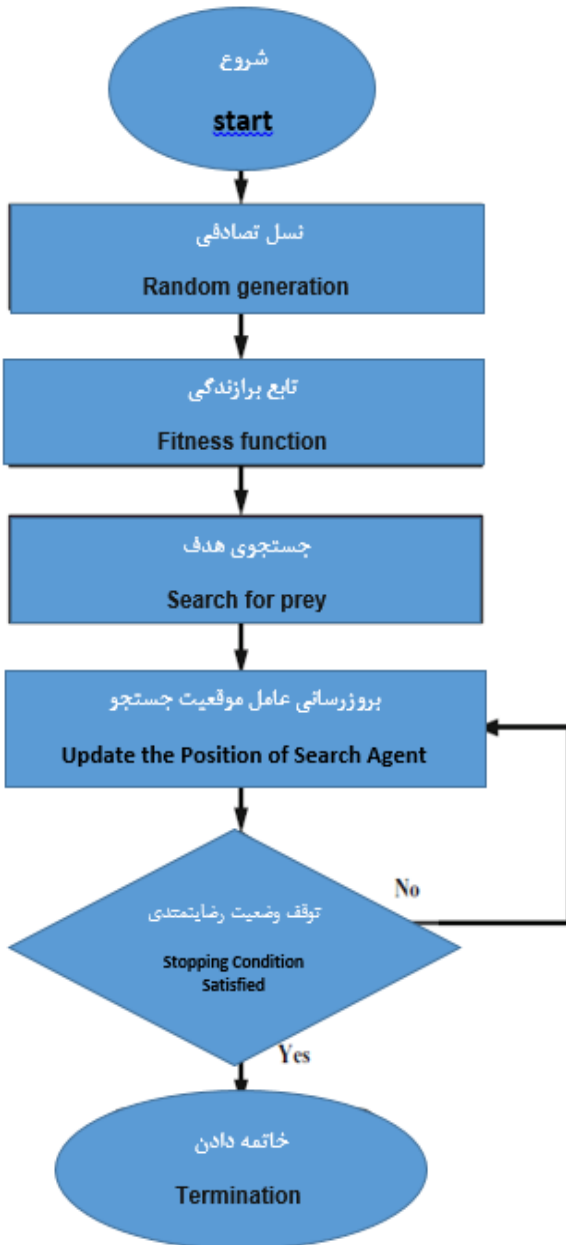 شروع
start
نسل تصادفی
Random generation
تابع برازندگی
Fitness function
جستجوی هدف
Search for prey
بروزرسانی عامل موقعیت جستجو
Update the Position of Search Agent
No
توقف وضعیت رضایتمتدی
Stopping Condition
Satisfied
Yes
خاتمه دادن
Termination